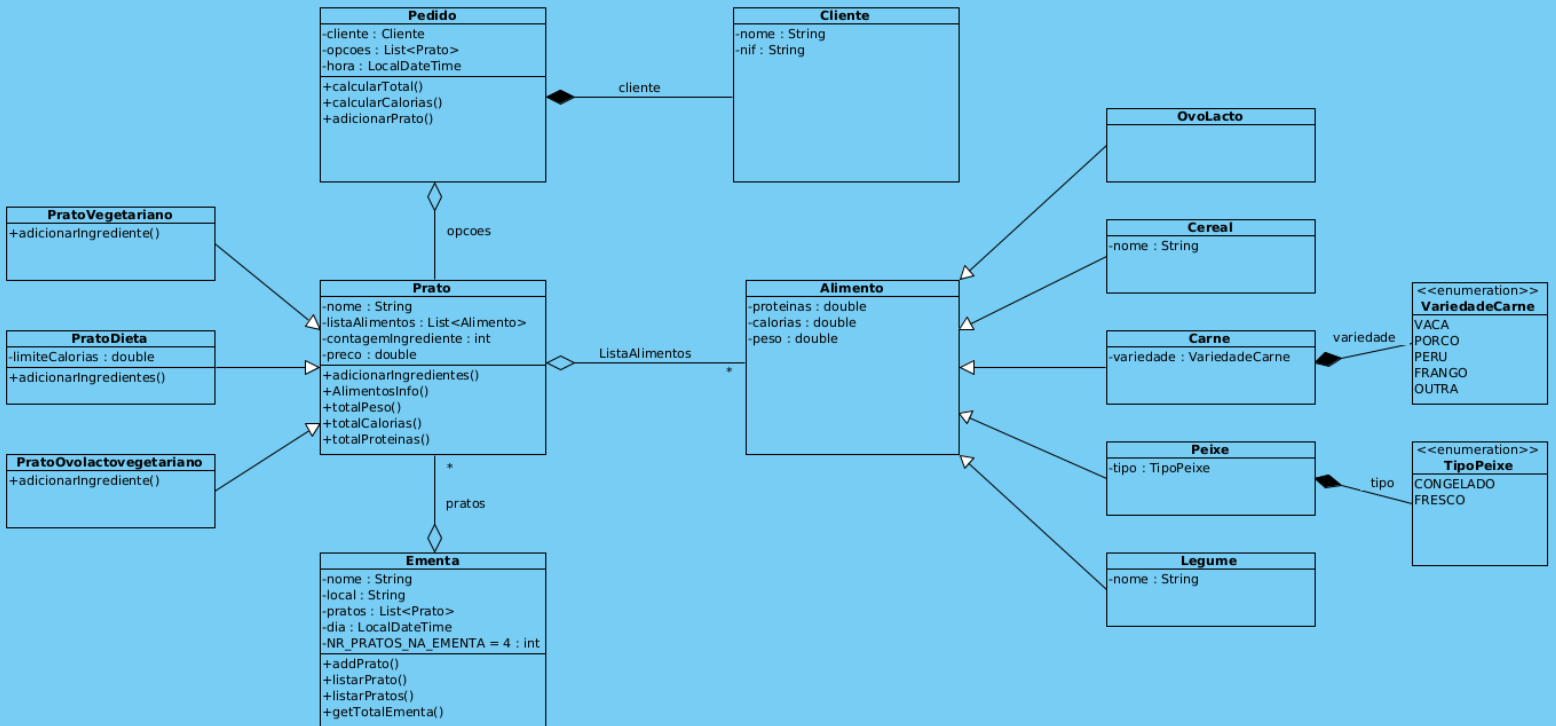 Pedido
-cliente : Cliente
-opcoes : List<Prato>
-hora : LocalDateTime
+calcularTotal()
+calcularCalorias()
+adicionarPrato()
cliente
Cliente
-nome : String
-nif : String
opcoes
PratoVegetariano
+adicionarIngrediente()
PratoDieta
-limiteCalorias : double
+adicionarIngredientes()
PratoOvolactovegetariano
+adicionarIngrediente()
Prato
-nome : String
-listaAlimentos : List<Alimento>
-contagemIngrediente : int
-preco : double
+adicionarIngredientes()
+AlimentosInfo()
+totalPeso()
+totalCalorias()
+totalProteinas()
ListaAlimentos
*
Alimento
-proteinas : double
-calorias : double
-peso : double
OvoLacto
Cereal
-nome : String
Carne
-variedade : VariedadeCarne
variedade
<<enumeration>>
VariedadeCarne
VACA
PORCO
PERU
FRANGO
OUTRA
Peixe
-tipo : TipoPeixe
tipo
<<enumeration>>
TipoPeixe
CONGELADO
FRESCO
Legume
-nome : String
*
pratos
Ementa
-nome : String
-local : String
-pratos : List<Prato>
-dia : LocalDateTime
-NR_PRATOS_NA_EMENTA = 4 : int
+addPrato()
+listarPrato()
+listarPratos()
+getTotalEmenta()